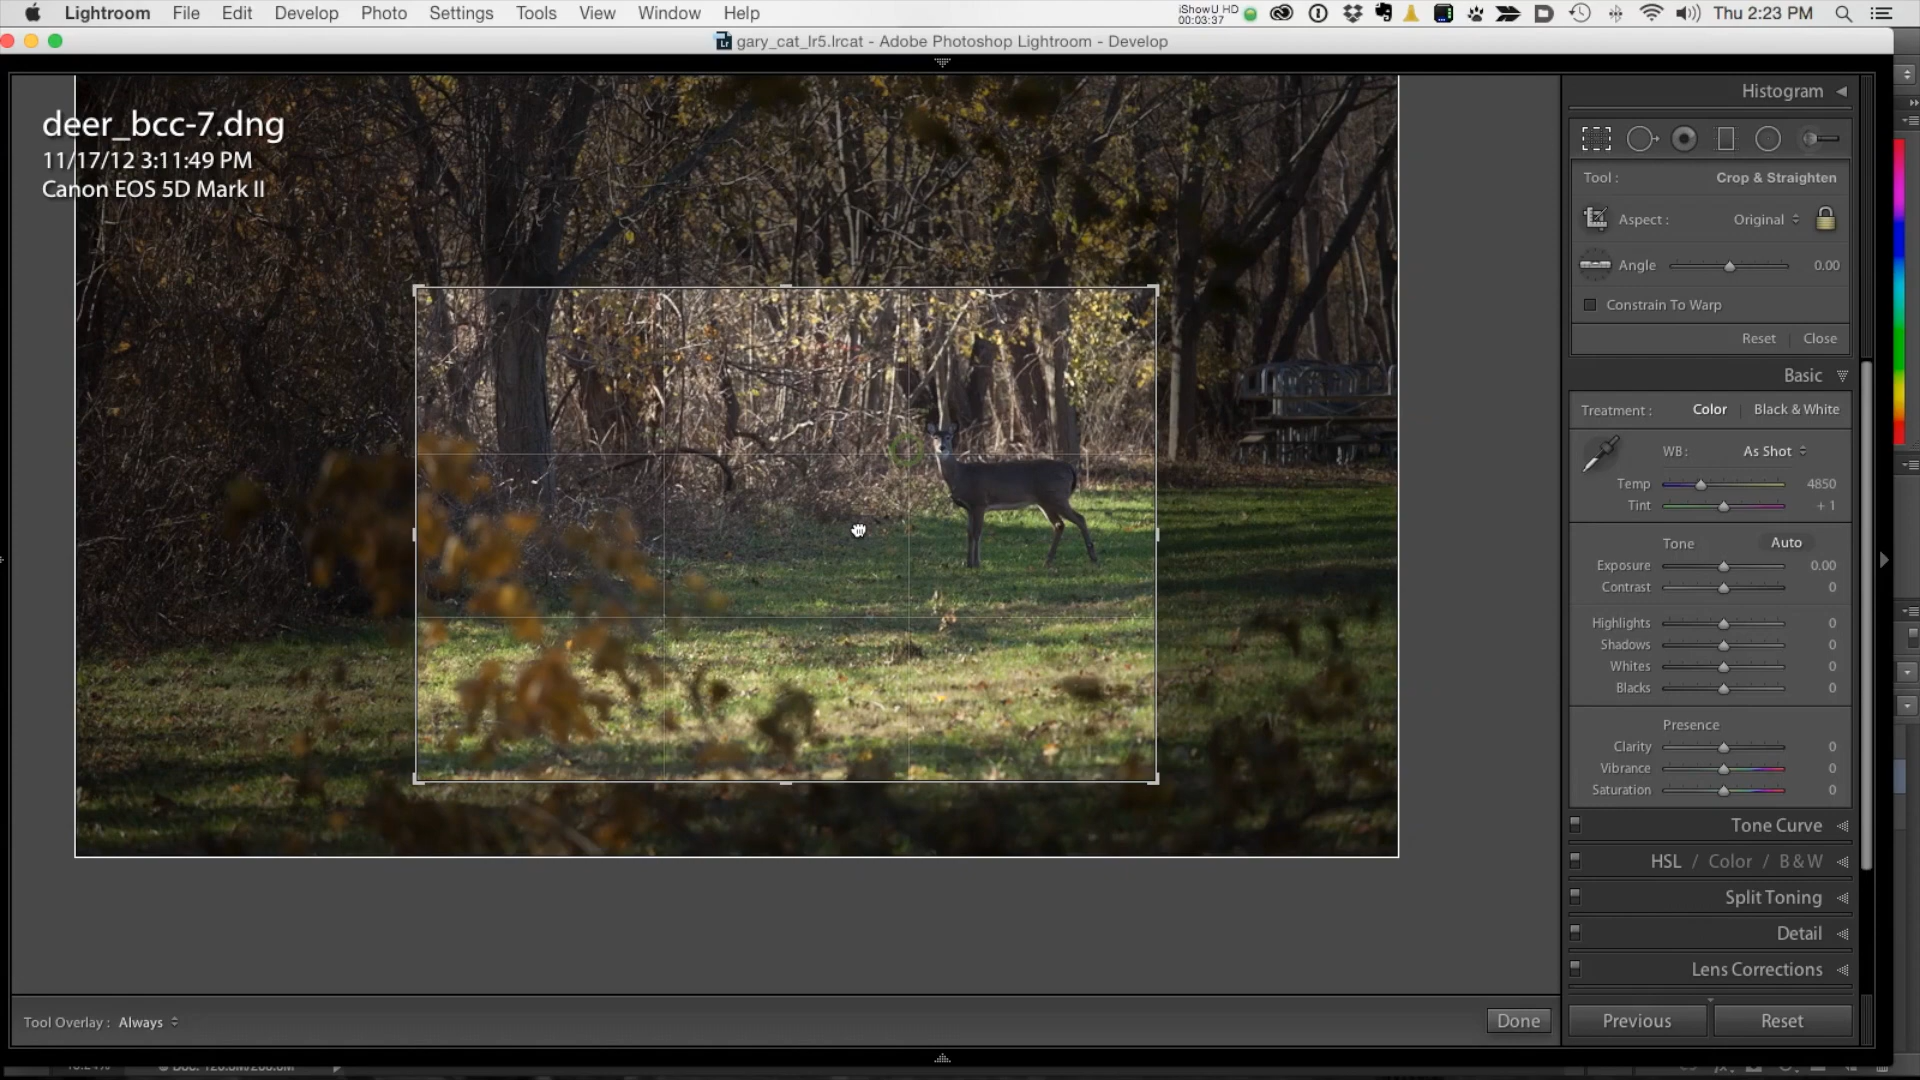 Lightroom File Edit Develop Photo Settings Tools View Window Help iShowU HD 00:03:37 Thu 2:23 PM
gary_cat_lr5.lrcat - Adobe Photoshop Lightroom - Develop
deer_bcc-7.dng
11/17/12 3:11:49 PM
Canon EOS 5D Mark II
Histogram
Tool : Crop & Straighten
Aspect : Original
Angle 0.00
Constrain To Warp
Reset Close
Basic
Treatment : Color Black & White
WB : As Shot
Temp 4850
Tint + 1
Tone Auto
Exposure 0.00
Contrast 0
Highlights 0
Shadows 0
Whites 0
Blacks 0
Presence
Clarity 0
Vibrance 0
Saturation 0
Tone Curve
HSL / Color / B & W
Split Toning
Detail
Lens Corrections
Tool Overlay : Always Done Previous Reset